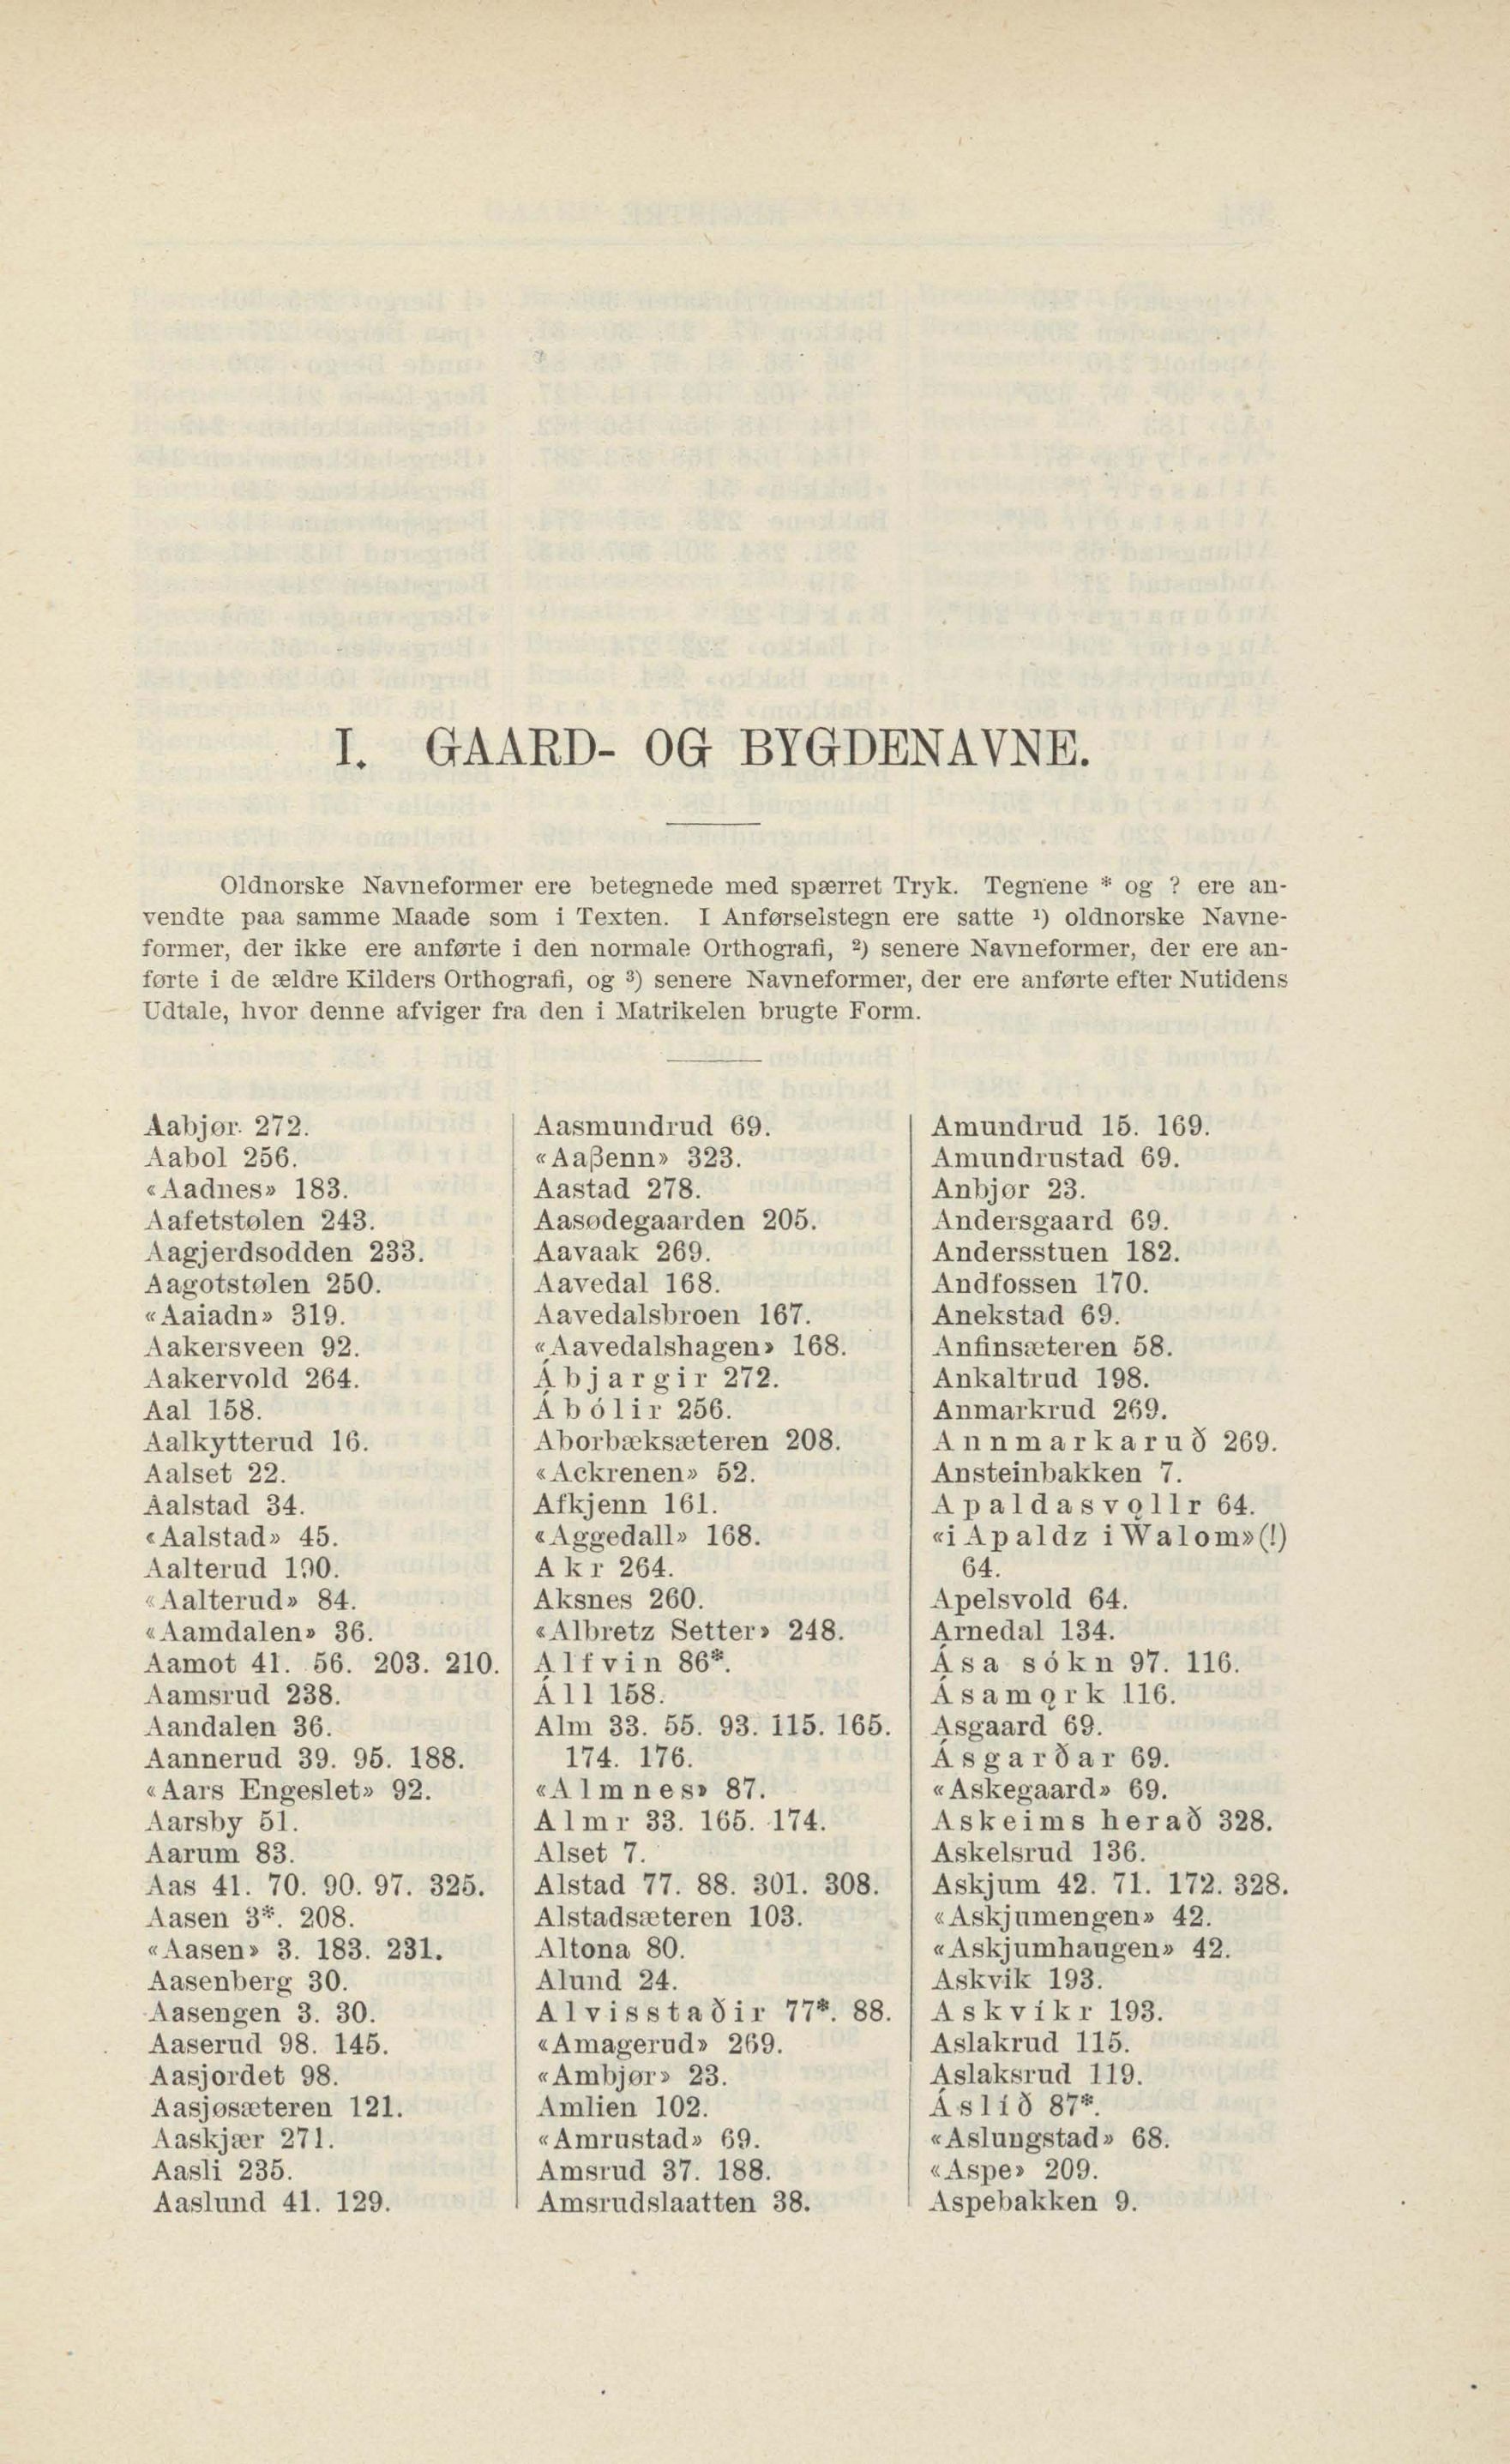 I. GAARD- OG BYGDENAVNE.
Oldnorske Navneformer ere betegnede med spærret Tryk. Tegnene * og ? ere an-
vendte paa samme Maade som i Texten. I Anførselstegn ere satte ¹) oldnorske Navne-
former, der ikke ere anførte i den normale Orthografi, ²) senere Navneformer, der ere an-
førte i de ældre Kilders Orthografi, og ³) senere Navneformer, der ere anførte efter Nutidens
Udtale, hvor denne afviger fra den i Matrikelen brugte Form.
Aabjør. 272.
Aabol 256.
«Aadnes» 183.
Aafetstølen 243.
Aagjerdsodden 233.
Aagotstølen 250.
«Aaiadn» 319.
Aakersveen 92.
Aakervold 264.
Aal 158.
Aalkytterud 16.
Aalset 22.
Aalstad 34.
«Aalstad» 45.
Aalterud 190.
«Aalterud» 84.
«Aamdalen» 36.
Aamot 41. 56. 203. 210.
Aamsrud 238.
Aandalen 36.
Aannerud 39. 95. 188.
«Aars Engeslet» 92.
Aarsby 51.
Aarum 83.
Aas 41. 70. 90. 97. 325.
Aasen 3*. 208.
«Aasen» 3. 183. 231.
Aasenberg 30.
Aasengen 3. 30.
Aaserud 98. 145.
Aasjordet 98.
Aasjøsæteren 121.
Aaskjær 271.
Aasli 235.
Aaslund 41. 129.
Aasmundrud 69.
«Aaßenn» 323.
Aastad 278.
Aasødegaarden 205.
Aavaak 269.
Aavedal 168.
Aavedalsbroen 167.
«Aavedalshagen» 168.
Ábjargir 272.
Ábólir 256.
Aborbæksæteren 208.
«Ackrenen» 52.
Afkjenn 161.
«Aggedall» 168.
Akr 264.
Aksnes 260.
«Albretz Setter» 248.
Alfvin 86*.
Áll 158.
Alm 33. 55. 93. 115. 165.
174. 176.
«Almnes» 87.
Almr 33. 165. 174.
Alset 7.
Alstad 77. 88. 301. 308.
Alstadsæteren 103.
Altona 80.
Alund 24.
Alvisstaðir 77*. 88.
«Amagerud» 269.
«Ambjør» 23.
Amlien 102.
«Amrustad» 69.
Amsrud 37. 188.
Amsrudslaatten 38.
Amundrud 15. 169.
Amundrustad 69.
Anbjør 23.
Andersgaard 69.
Andersstuen 182.
Andfossen 170.
Anekstad 69.
Anfinsæteren 58.
Ankaltrud 198.
Anmarkrud 269.
Annmarkaruð 269.
Ansteinbakken 7.
Apaldasvǫllr 64.
«i Apaldz i Walom» (!)
64.
Apelsvold 64.
Arnedal 134.
Ása sókn 97. 116.
Ásamǫrk 116.
Asgaard 69.
Ásgarðar 69.
«Askegaard» 69.
Askeims herað 328.
Askelsrud 136.
Askjum 42. 71. 172. 328.
«Askjumengen» 42.
«Askjumhaugen» 42.
Askvik 193.
Askvíkr 193.
Aslakrud 115.
Aslaksrud 119.
Áslíð 87*.
«Aslungstad» 68.
«Aspe» 209.
Aspebakken 9.